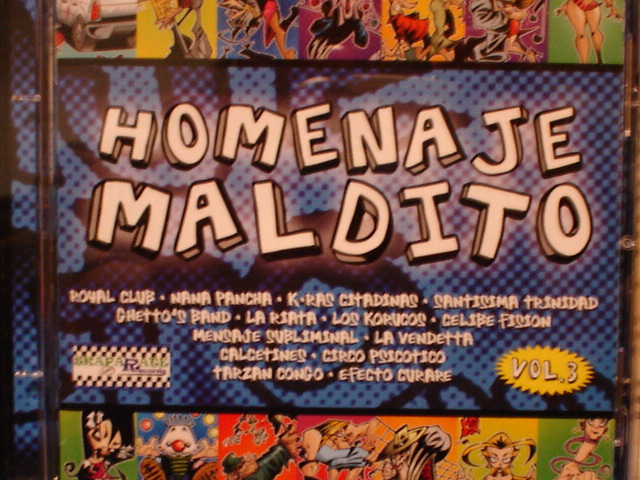 HOMENAJE
MALDITO
ROYAL CLUB • NANA PANCHA • K-RAS CITADINAS • SANTISIMA TRINIDAD
GHETTO'S BAND • LA RIATA • LOS KORUCOS • CELIBE FISION
MENSAJE SUBLIMINAL • LA VENDETTA
CALCETINES • CIRCO PSICOTICO
TARZAN CONGO • EFECTO CURARE
VOL.3